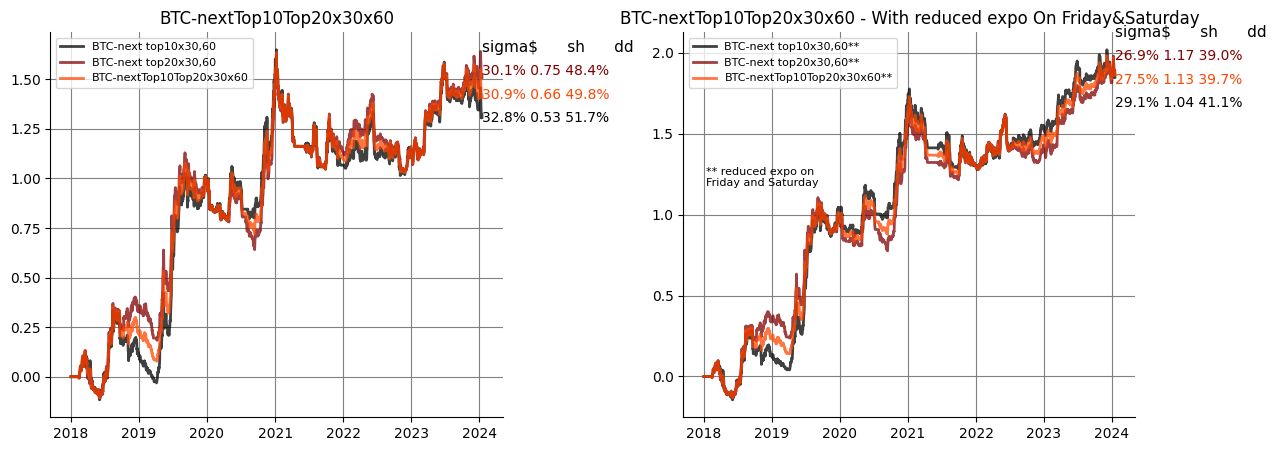 BTC-nextTop10Top20x30x60
BTC-next top10x30,60
BTC-next top20x30,60
BTC-nextTop10Top20x30x60
sigma$ sh dd
30.1% 0.75 48.4%
30.9% 0.66 49.8%
32.8% 0.53 51.7%
1.50
1.25
1.00
0.75
0.50
0.25
0.00
2018 2019 2020 2021 2022 2023 2024
BTC-nextTop10Top20x30x60 - With reduced expo On Friday&Saturday
BTC-next top10x30,60**
BTC-next top20x30,60**
BTC-nextTop10Top20x30x60**
sigma$ sh dd
26.9% 1.17 39.0%
27.5% 1.13 39.7%
29.1% 1.04 41.1%
** reduced expo on
Friday and Saturday
2.0
1.5
1.0
0.5
0.0
2018 2019 2020 2021 2022 2023 2024